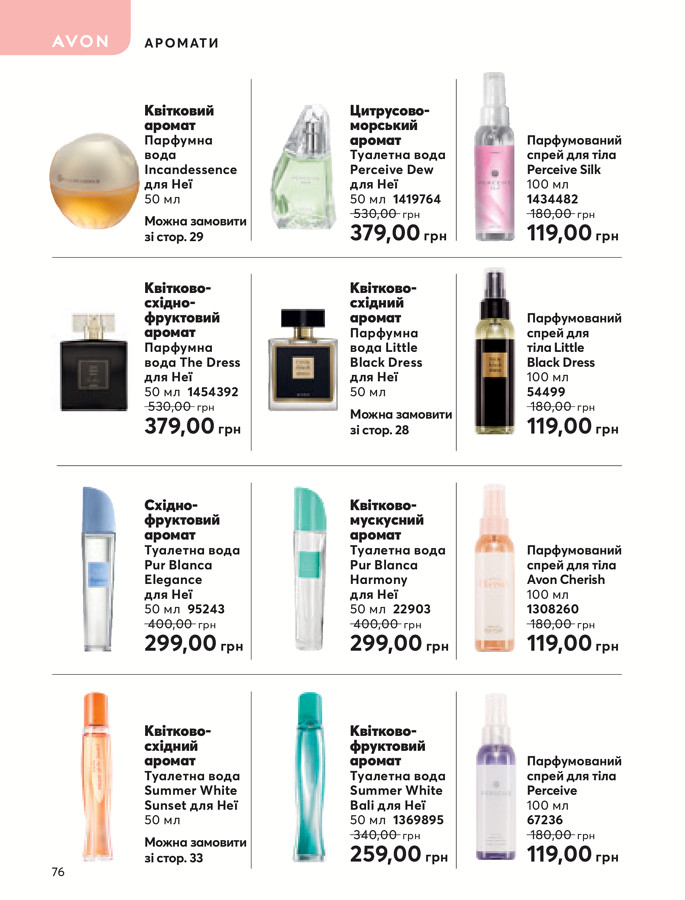 AVON
АРОМАТИ
Квітковий
аромат
Парфумна
вода
Incandessence
для Неї
50 мл
Можна замовити
зі стор. 29
Цитрусово-
морський
аромат
Туалетна вода
Perceive Dew
для Неї
50 мл 1419764
530,00 грн
379,00 грн
Парфумований
спрей для тіла
Perceive Silk
100 мл
1434482
180,00 грн
119,00 грн
Квітково-
східно-
фруктовий
аромат
Парфумна
вода The Dress
для Неї
50 мл 1454392
530,00 грн
379,00 грн
Квітково-
східний
аромат
Парфумна
вода Little
Black Dress
для Неї
50 мл
Можна замовити
зі стор. 28
Парфумований
спрей для
тіла Little
Black Dress
100 мл
54499
180,00 грн
119,00 грн
Східно-
фруктовий
аромат
Туалетна вода
Pur Blanca
Elegance
для Неї
50 мл 95243
400,00 грн
299,00 грн
Квітково-
мускусний
аромат
Туалетна вода
Pur Blanca
Harmony
для Неї
50 мл 22903
400,00 грн
299,00 грн
Парфумований
спрей для тіла
Avon Cherish
100 мл
1308260
180,00 грн
119,00 грн
Квітково-
східний
аромат
Туалетна вода
Summer White
Sunset для Неї
50 мл
Можна замовити
зі стор. 33
Квітково-
фруктовий
аромат
Туалетна вода
Summer White
Bali для Неї
50 мл 1369895
340,00 грн
259,00 грн
PERCEIVE
Парфумований
спрей для тіла
Perceive
100 мл
67236
180,00 грн
119,00 грн
76